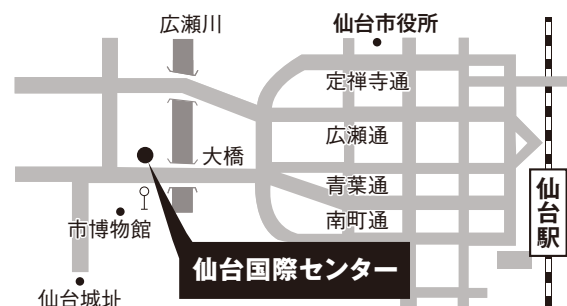 広瀬川
仙台市役所
定禅寺通
広瀬通
大橋
青葉通
仙台駅
市博物館
南町通
仙台国際センター
仙台城址